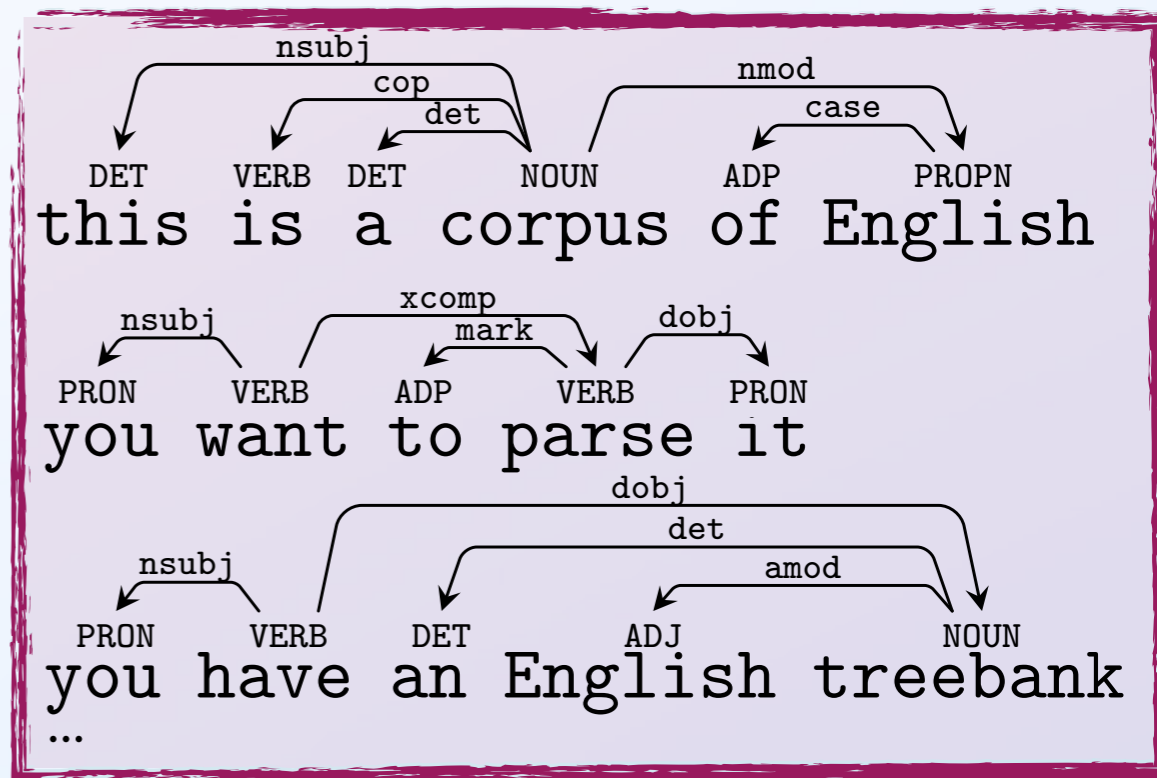 nsubj
cop
nmod
det
case
DET VERB DET NOUN ADP PROPN
this is a corpus of English
xcomp
nsubj
mark
dobj
PRON VERB ADP VERB PRON
you want to parse it
dobj
det
nsubj
amod
PRON VERB DET ADJ NOUN
you have an English treebank
...